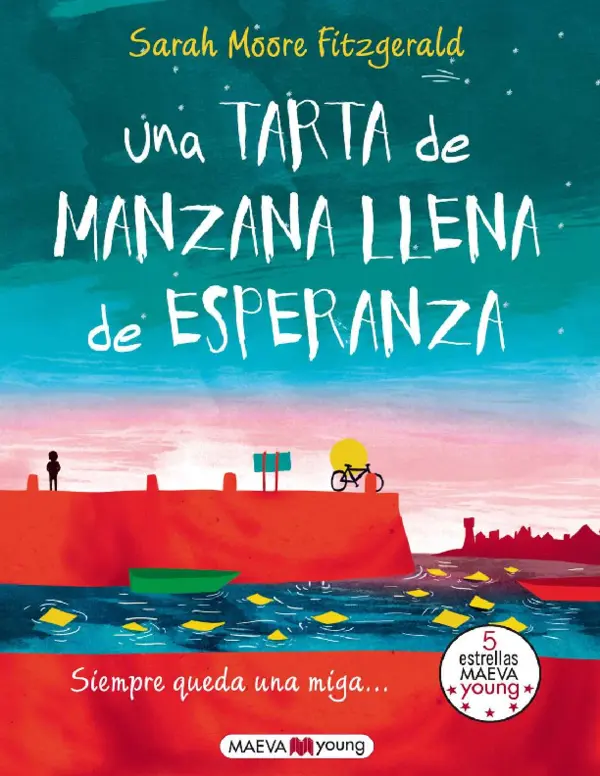 Sarah Moore Fitzgerald
una TARTA de
MANZANA LLENA
de ESPERANZA
Siempre queda una miga...
5
estrellas
MAEVA
young
MAEVA young